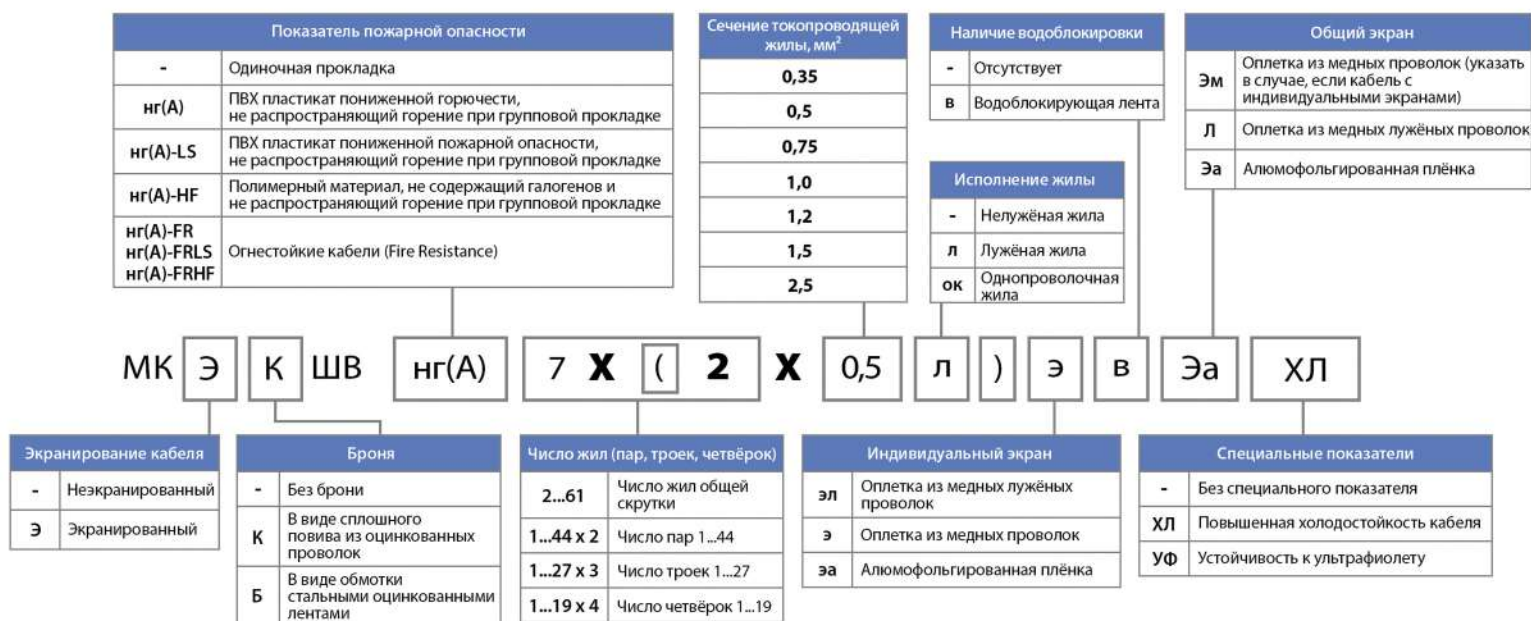 Показатель пожарной опасности
- Одиночная прокладка
нг(А) ПВХ пластикат пониженной горючести,
не распространяющий горение при групповой прокладке
нг(А)-LS ПВХ пластикат пониженной пожарной опасности,
не распространяющий горение при групповой прокладке
нг(А)-HF Полимерный материал, не содержащий галогенов и
не распространяющий горение при групповой прокладке
нг(А)-FR
нг(А)-FRLS Огнестойкие кабели (Fire Resistance)
нг(А)-FRHF
Сечение токопроводящей
жилы, мм²
0,35
0,5
0,75
1,0
1,2
1,5
2,5
Наличие водоблокировки
- Отсутствует
в Водоблокирующая лента
Исполнение жилы
- Нелужёная жила
л Лужёная жила
ок Однопроволочная
жила
Общий экран
Эм Оплетка из медных проволок (указать
в случае, если кабель с
индивидуальными экранами)
Л Оплетка из медных лужёных проволок
Эа Алюмофольгированная плёнка
МК Э К ШВ нг(А) 7 X ( 2 X 0,5 л ) э в Эа ХЛ
Экранирование кабеля
- Неэкранированный
Э Экранированный
Броня
- Без брони
К В виде сплошного
повива из оцинкованных
проволок
Б В виде обмотки
стальными оцинкованными
лентами
Число жил (пар, троек, четвёрок)
2...61 Число жил общей
скрутки
1...44 x 2 Число пар 1...44
1...27 x 3 Число троек 1...27
1...19 x 4 Число четвёрок 1...19
Индивидуальный экран
эл Оплетка из медных лужёных
проволок
э Оплетка из медных проволок
эа Алюмофольгированная плёнка
Специальные показатели
- Без специального показателя
ХЛ Повышенная холодостойкость кабеля
УФ Устойчивость к ультрафиолету